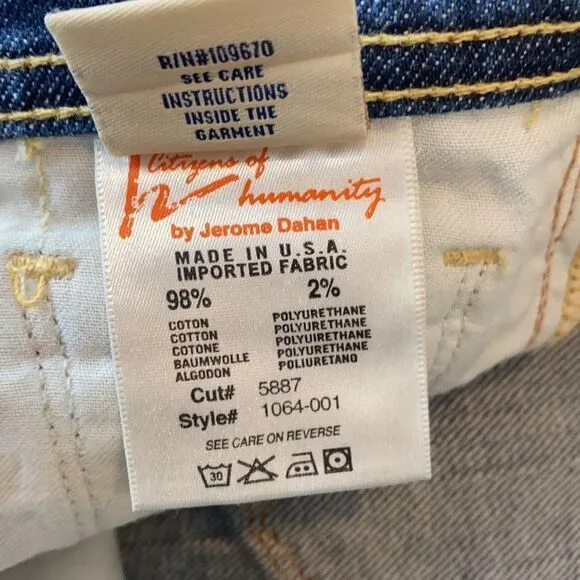 R/N#109670
SEE CARE
INSTRUCTIONS
INSIDE THE
GARMENT
Citizens of
humanity
by Jerome Dahan
MADE IN U.S.A.
IMPORTED FABRIC
98% 2%
COTTON POLYURETHANE
COTTON POLYURETHANE
COTONE POLYURETHANE
BAUMWOLLE POLYURETHANE
ALGODON POLIURETANO
Cut# 5887
Style# 1064-001
SEE CARE ON REVERSE
30